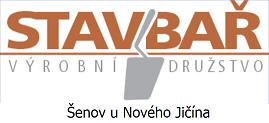 STAVBAŘ
VÝROBNÍ DRUŽSTVO
Šenov u Nového Jičína